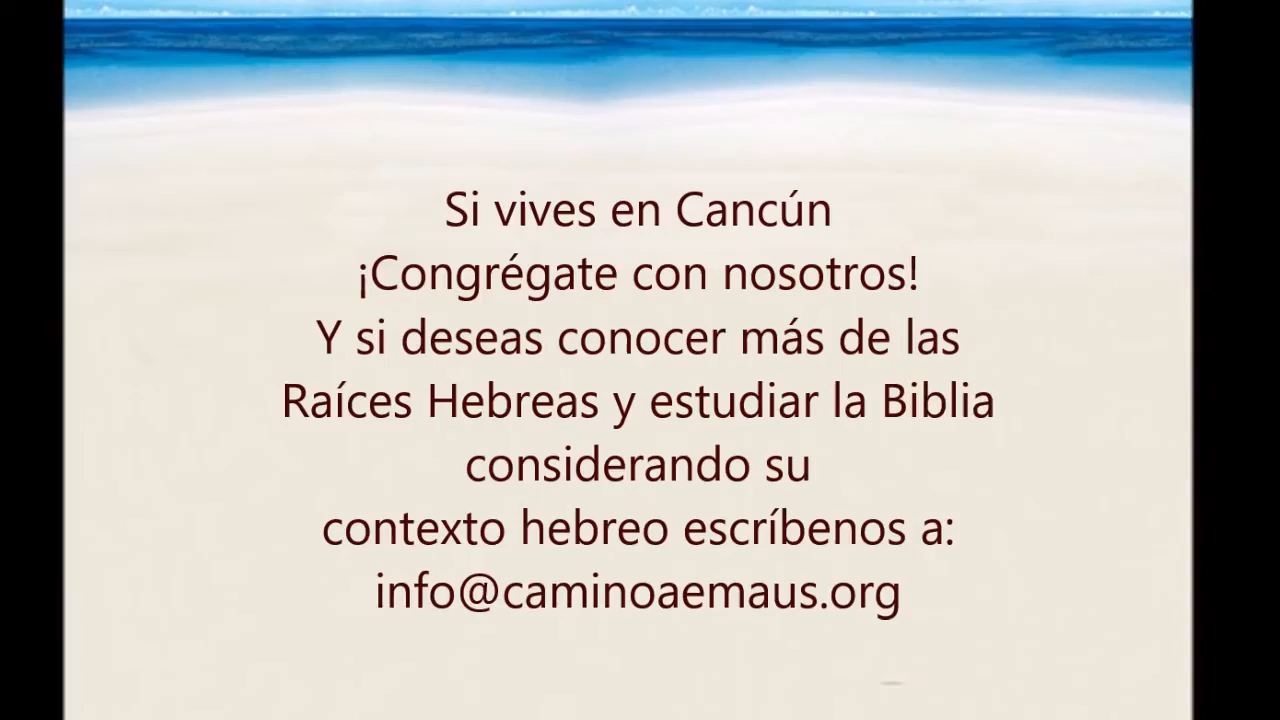 Si vives en Cancún
¡Congrégate con nosotros!
Y si deseas conocer más de las
Raíces Hebreas y estudiar la Biblia
considerando su
contexto hebreo escríbenos a:
info@caminoaemaus.org